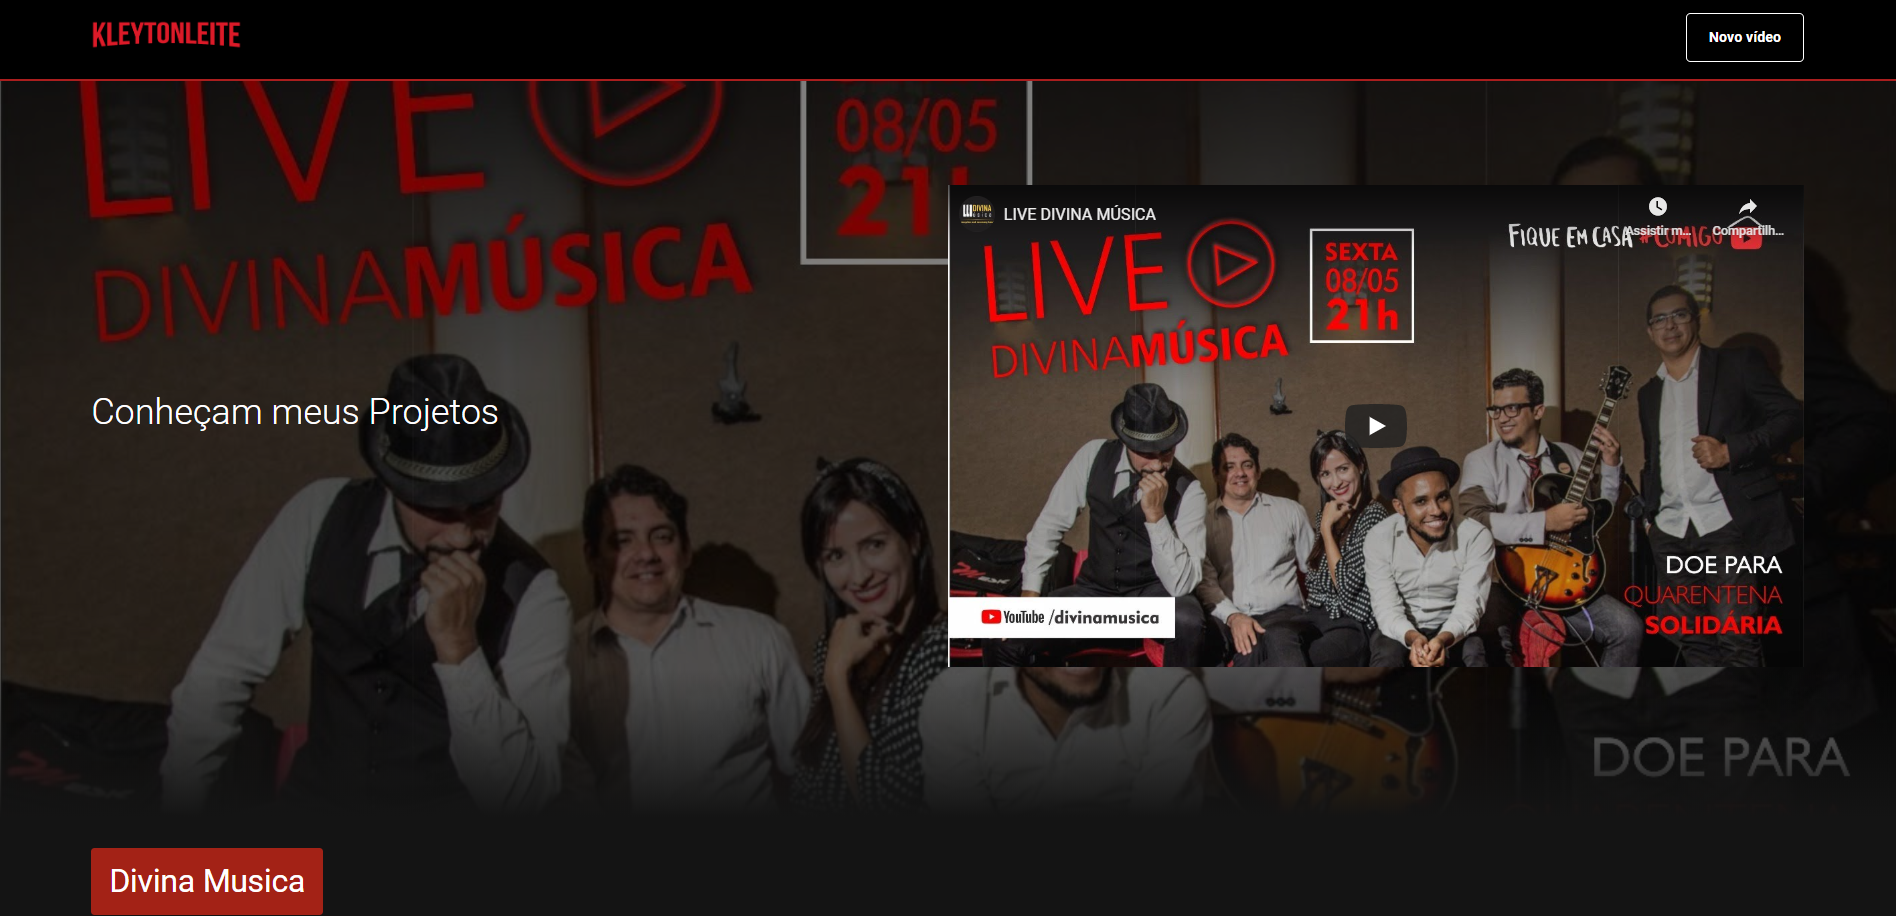 KLEYTONLEITE
Novo vídeo
LIVE
08/05
21h
DIVINAMÚSICA
Conheçam meus Projetos
DOE PARA
LIVE DIVINA MÚSICA
Assistir m...
Compartilh...
FIQUE EM CASA #COMIGO
LIVE
DIVINAMÚSICA
SEXTA
08/05
21h
DOE PARA
QUARENTENA
SOLIDÁRIA
YouTube /divinamusica
Divina Musica